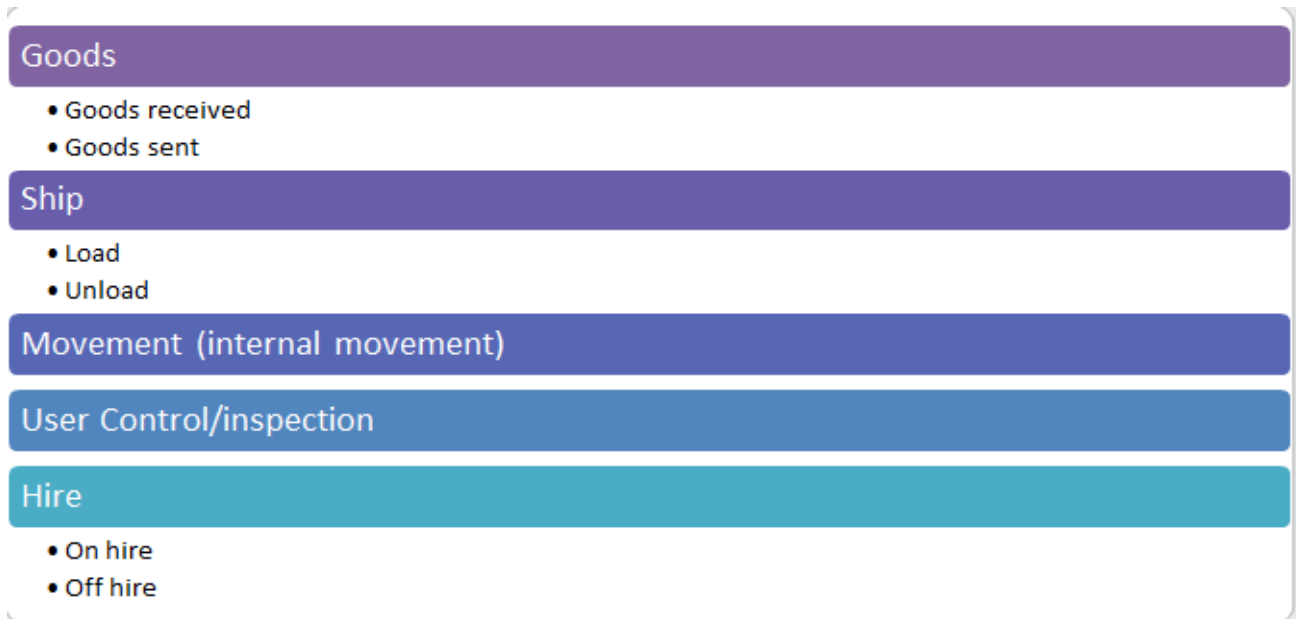 Goods
• Goods received
• Goods sent
Ship
• Load
• Unload
Movement (internal movement)
User Control/inspection
Hire
• On hire
• Off hire